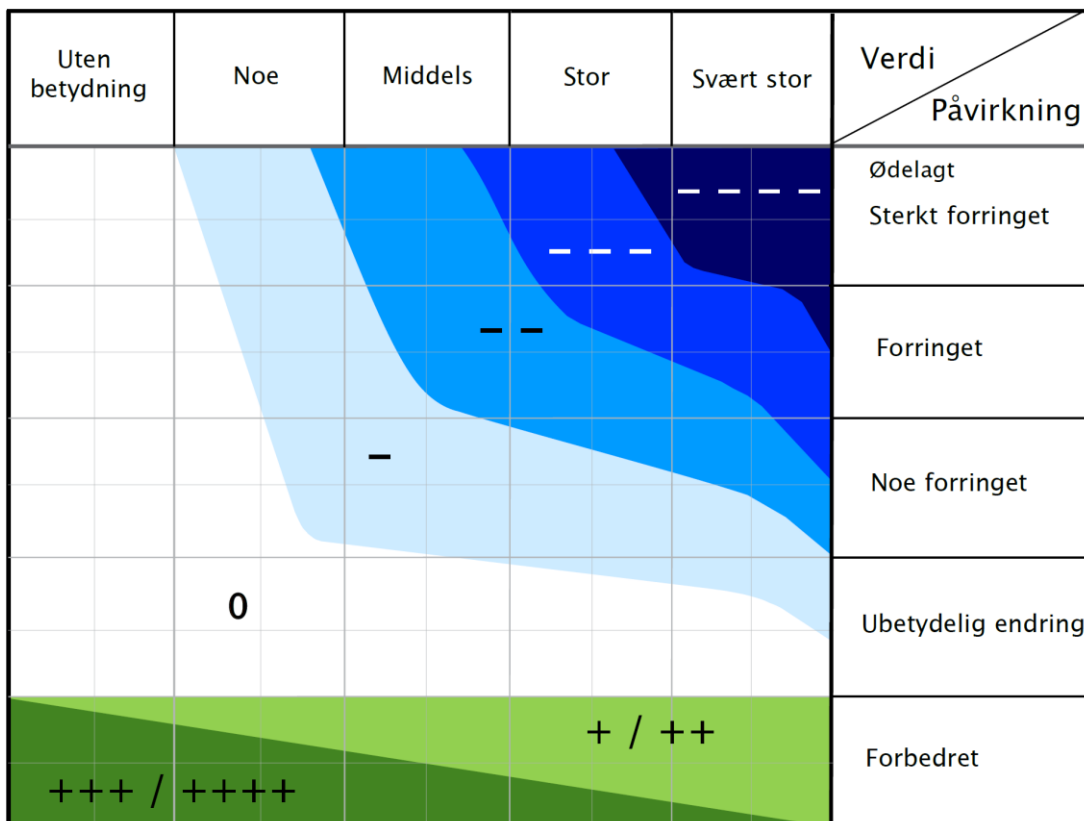 Uten
betydning
Noe
Middels
Stor
Svært stor
Verdi
Påvirkning
Ødelagt
Sterkt forringet
– – – –
– – –
– –
Forringet
–
Noe forringet
0
Ubetydelig endring
+ / ++
+++ / ++++
Forbedret